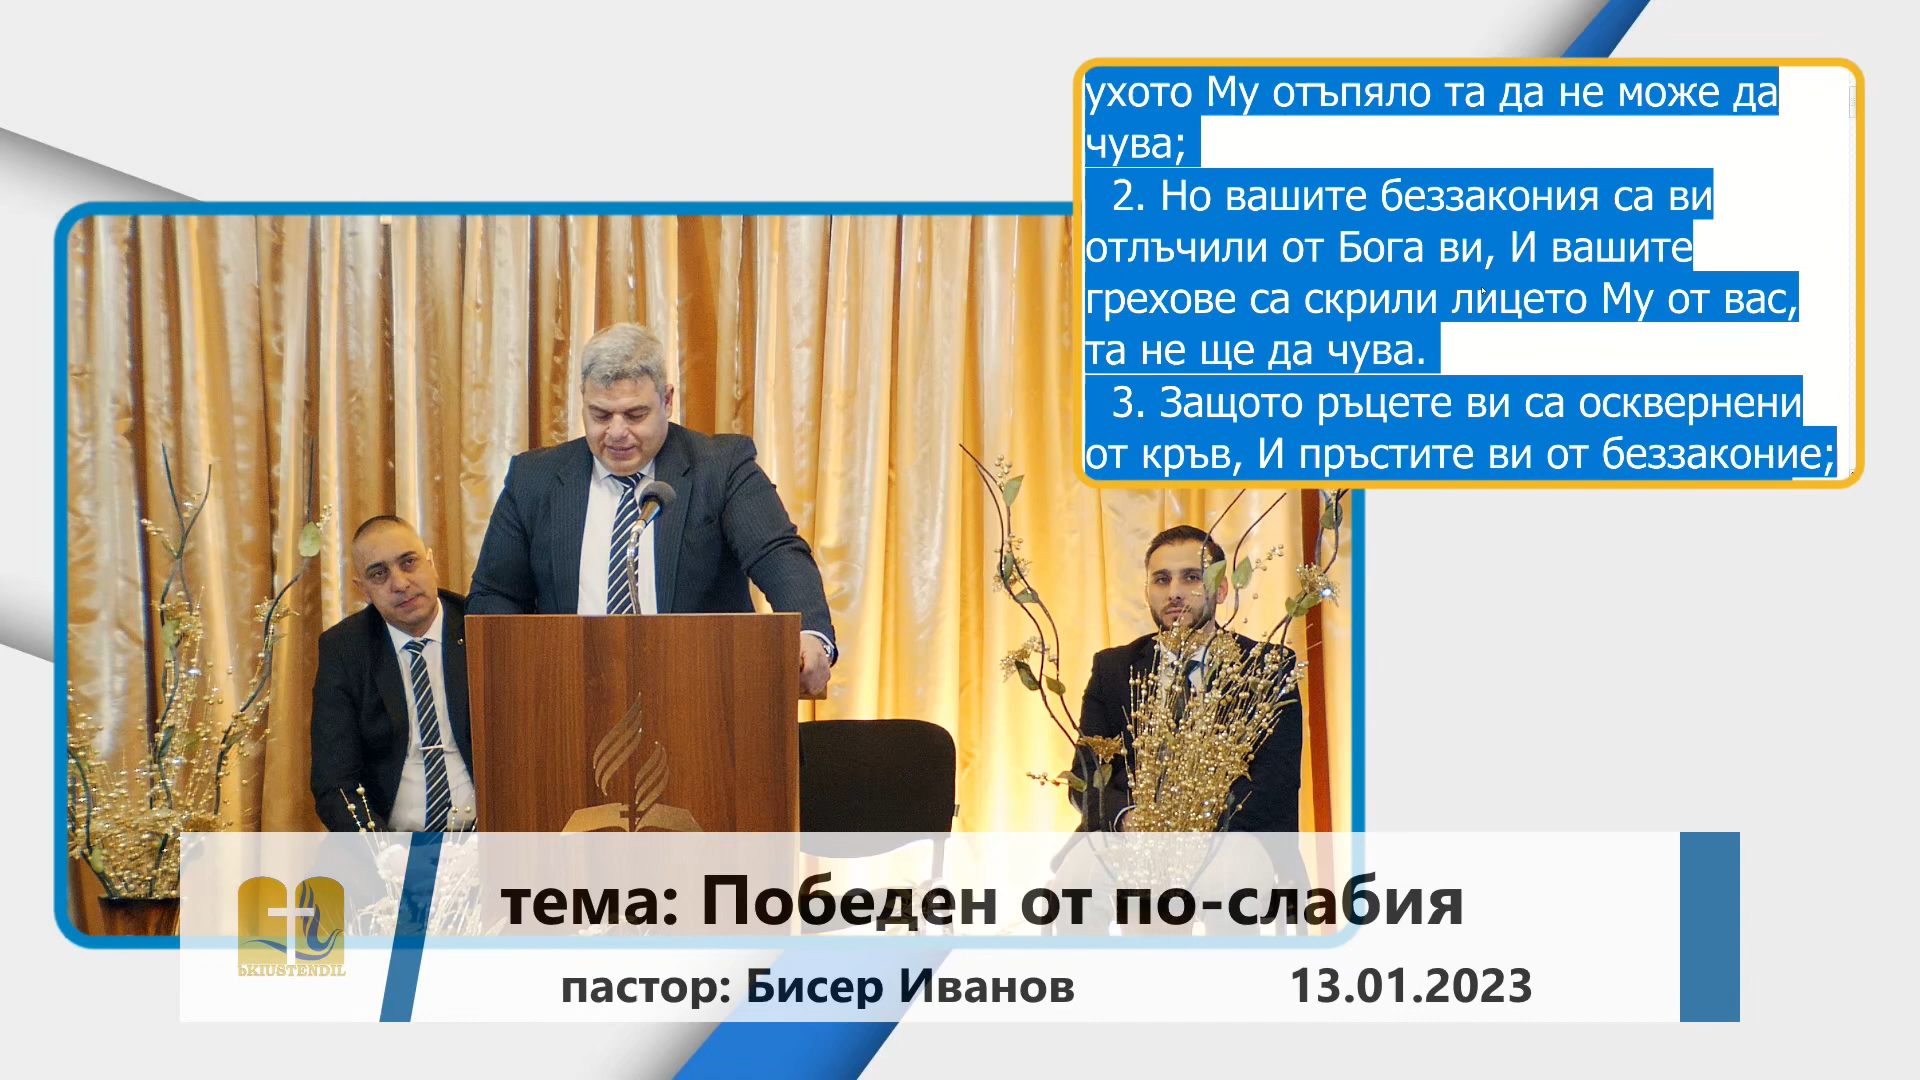 ухото Му отъпяло та да не може да
чува;
2. Но вашите беззакония са ви
отлъчили от Бога ви, И вашите
грехове са скрили лицето Му от вас,
та не ще да чува.
3. Защото ръцете ви са осквернени
от кръв, И пръстите ви от беззаконие;
тема: Победен от по-слабия
bKIUSTENDIL
пастор: Бисер Иванов 13.01.2023